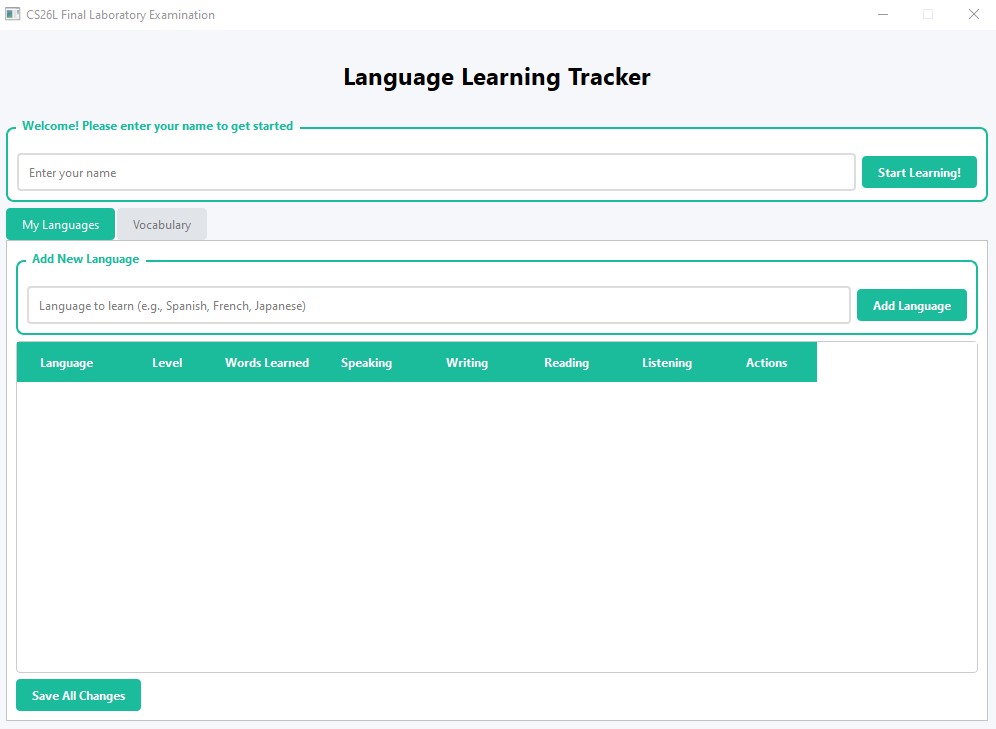 CS26L Final Laboratory Examination
Language Learning Tracker
Welcome! Please enter your name to get started
Enter your name
Start Learning!
My Languages
Vocabulary
Add New Language
Language to learn (e.g., Spanish, French, Japanese)
Add Language
Language Level Words Learned Speaking Writing Reading Listening Actions
Save All Changes